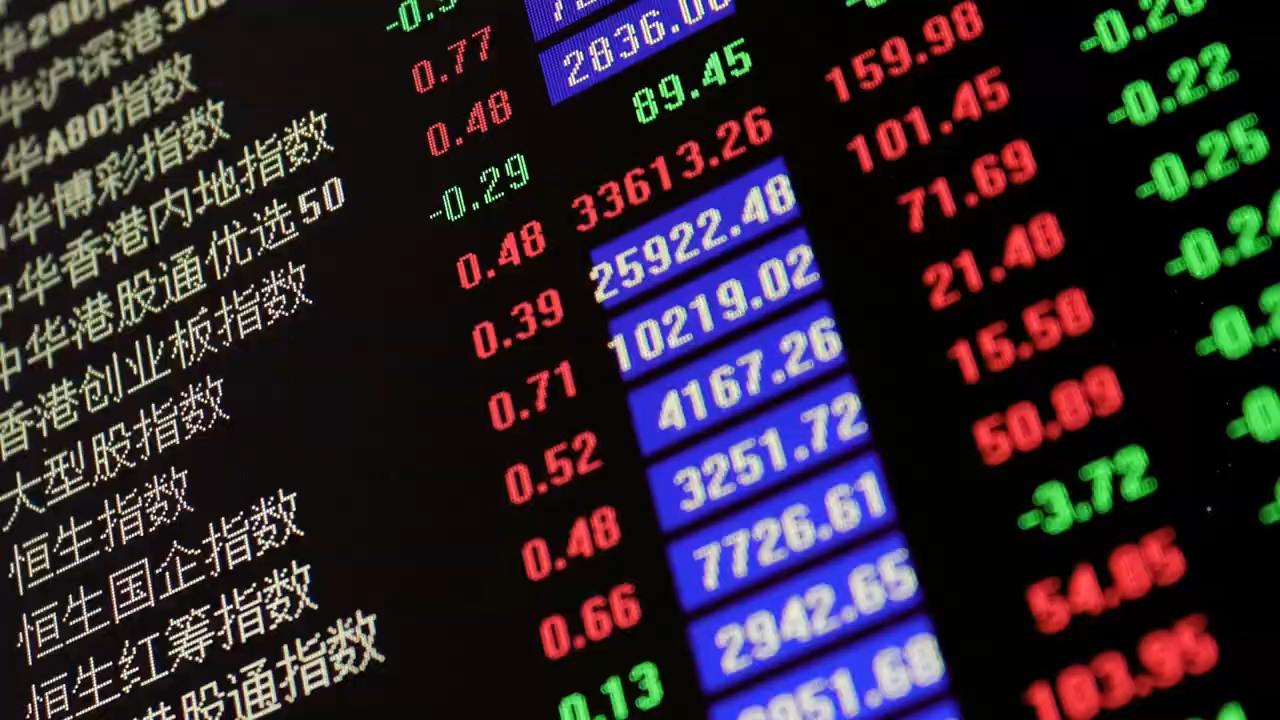 华沪深港300
华A80指数
华博彩指数
中华香港内地指数 0.77
中华港股通优选50 0.48
香港创业板指数 -0.29 89.45
大型股指数 0.48 33613.26 159.98
恒生指数 0.39 25922.48 101.45 -0.20
恒生国企指数 0.71 10219.02 71.69 -0.22
恒生红筹指数 0.52 4167.26 21.48 -0.25
港股通指数 0.48 3251.72 15.58
0.66 7726.61 50.89
0.13 2942.65 -3.72
54.85
103.95